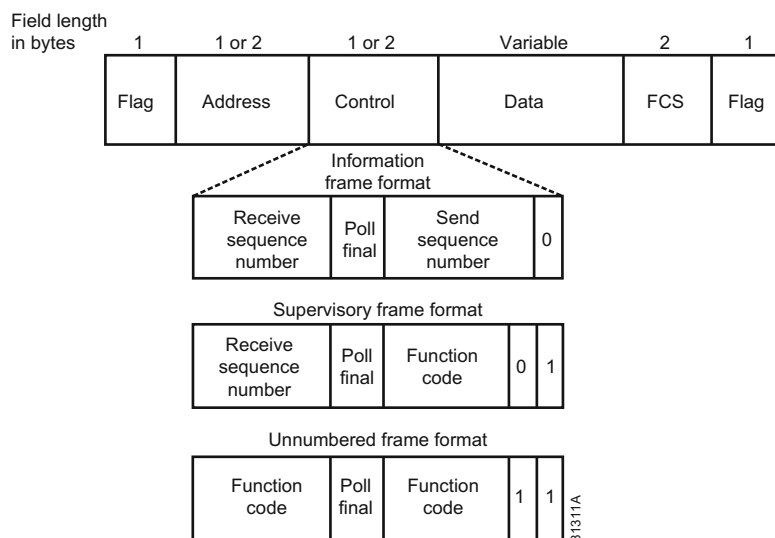 Field length
in bytes 1 1 or 2 1 or 2 Variable 2 1
Flag Address Control Data FCS Flag
Information
frame format
Receive
sequence
number
Poll
final
Send
sequence
number
0
Supervisory frame format
Receive
sequence
number
Poll
final
Function
code
0 1
Unnumbered frame format
Function
code
Poll
final
Function
code
1 1